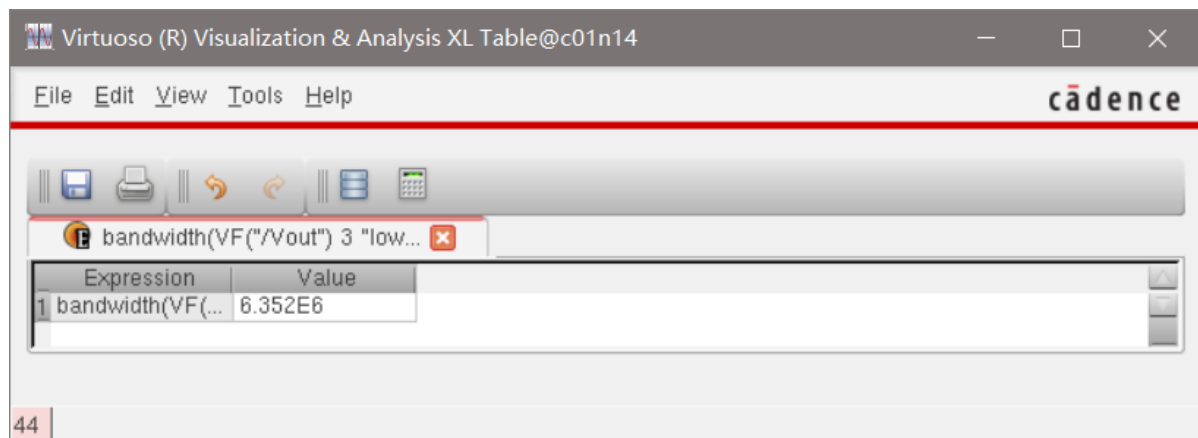 Virtuoso (R) Visualization & Analysis XL Table@c01n14
File Edit View Tools Help
cādence
bandwidth(VF("/Vout") 3 "low...
Expression Value
1 bandwidth(VF(... 6.352E6
44